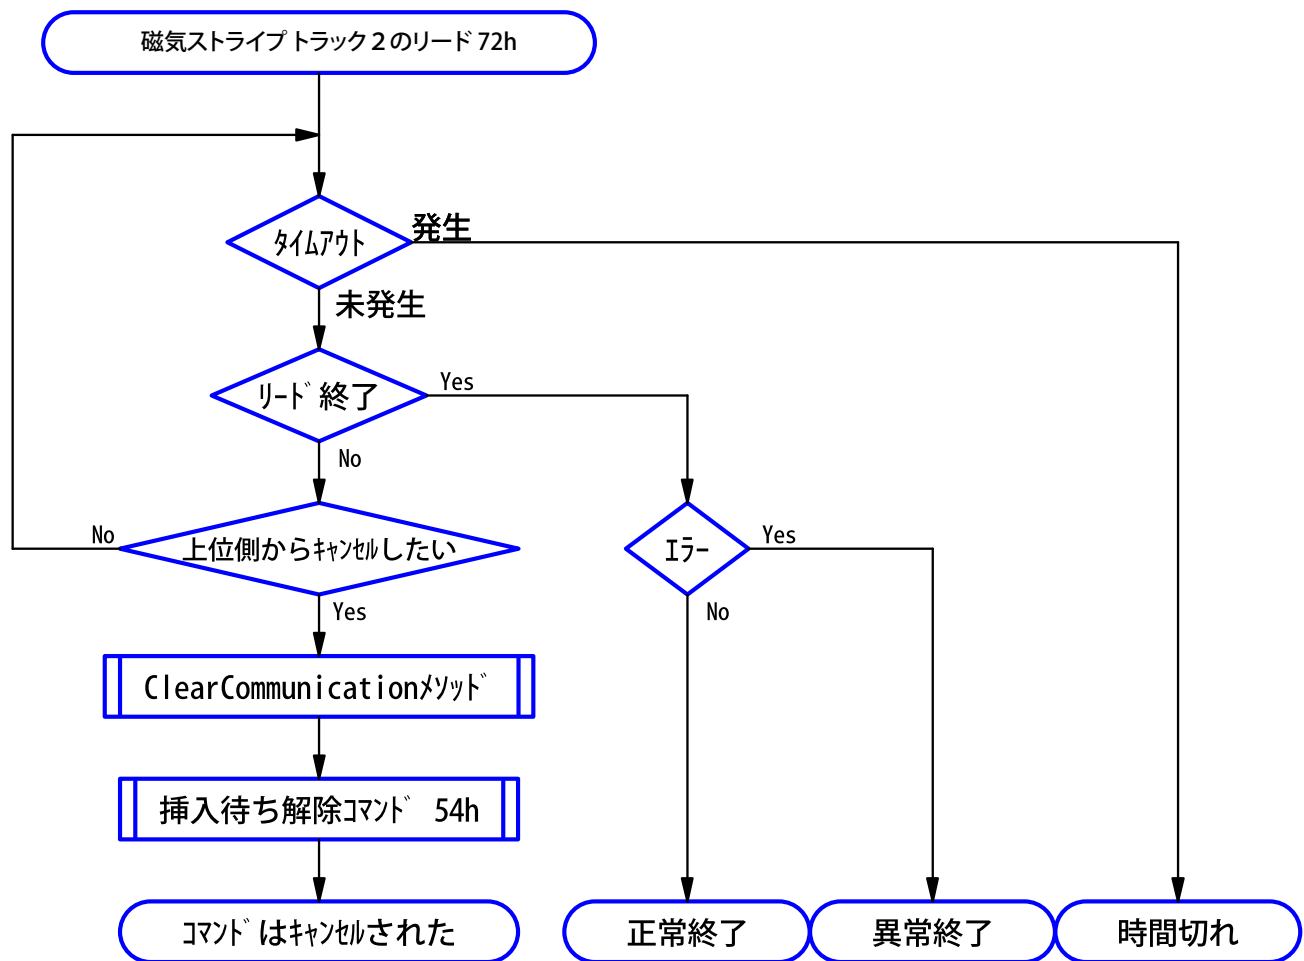 磁気ストライプ トラック２のリード 72h
ﾀｲﾑｱｳﾄ
発生
未発生
ﾘｰﾄﾞ終了
Yes
No
上位側からｷｬﾝｾﾙしたい
No
Yes
ｴﾗｰ
Yes
No
ClearCommunicationﾒｿｯﾄﾞ
挿入待ち解除ｺﾏﾝﾄﾞ 54h
ｺﾏﾝﾄﾞはｷｬﾝｾﾙされた
正常終了
異常終了
時間切れ